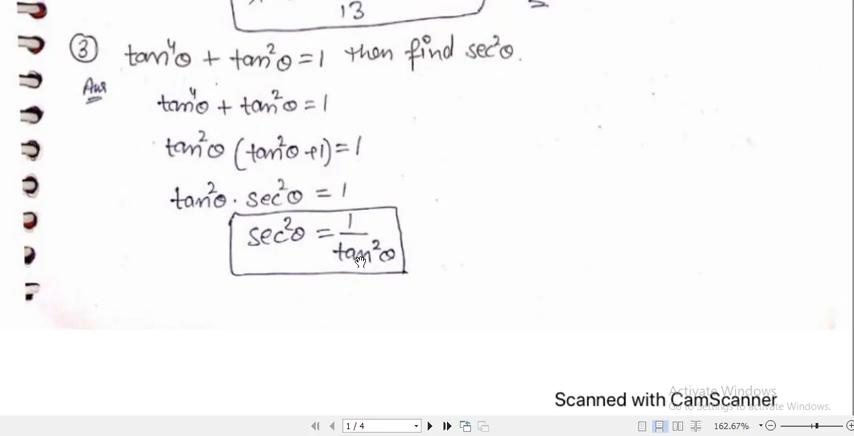 13
③ tan⁴θ + tan²θ = 1 then find sec²θ.
Ans
tan⁴θ + tan²θ = 1
tan²θ (tan²θ +1) = 1
tan²θ · sec²θ = 1
sec²θ = 1/tan²θ
Activate Windows
Scanned with CamScanner
Go to Settings to activate Windows.
1 / 4
162.67%